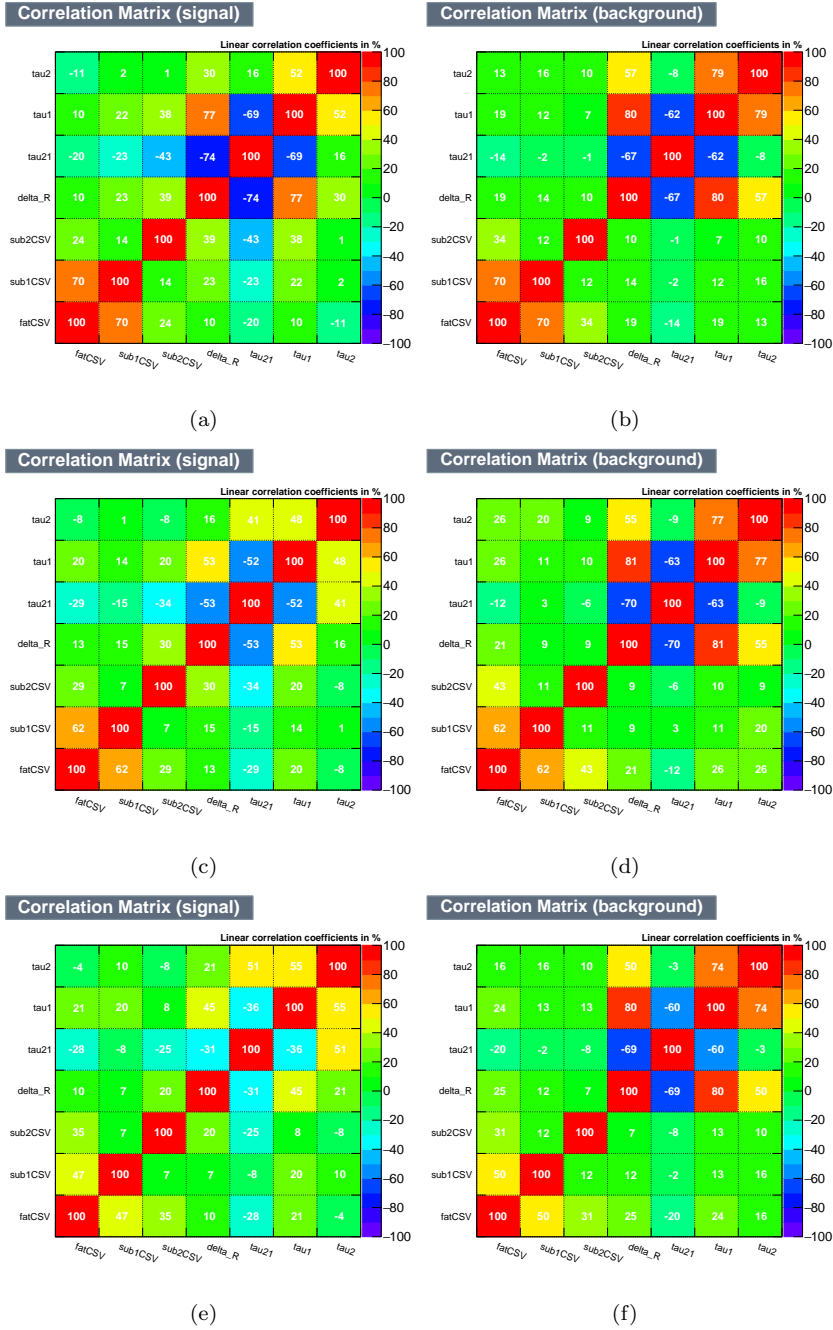 Correlation Matrix (signal)
Linear correlation coefficients in %
tau2 -11 2 1 30 16 52 100
tau1 10 22 38 77 -69 100 52
tau21 -20 -23 -43 -74 100 -69 16
delta_R 10 23 39 100 -74 77 30
sub2CSV 24 14 100 39 -43 38 1
sub1CSV 70 100 14 23 -23 22 2
fatCSV 100 70 24 10 -20 10 -11
fatCSV sub1CSV sub2CSV delta_R tau21 tau1 tau2
100
80
60
40
20
0
−20
−40
−60
−80
−100
(a)
Correlation Matrix (background)
Linear correlation coefficients in %
tau2 13 16 10 57 -8 79 100
tau1 19 12 7 80 -62 100 79
tau21 -14 -2 -1 -67 100 -62 -8
delta_R 19 14 10 100 -67 80 57
sub2CSV 34 12 100 10 -1 7 10
sub1CSV 70 100 12 14 -2 12 16
fatCSV 100 70 34 19 -14 19 13
fatCSV sub1CSV sub2CSV delta_R tau21 tau1 tau2
100
80
60
40
20
0
−20
−40
−60
−80
−100
(b)
Correlation Matrix (signal)
Linear correlation coefficients in %
tau2 -8 1 -8 16 41 48 100
tau1 20 14 20 53 -52 100 48
tau21 -29 -15 -34 -53 100 -52 41
delta_R 13 15 30 100 -53 53 16
sub2CSV 29 7 100 30 -34 20 -8
sub1CSV 62 100 7 15 -15 14 1
fatCSV 100 62 29 13 -29 20 -8
fatCSV sub1CSV sub2CSV delta_R tau21 tau1 tau2
100
80
60
40
20
0
−20
−40
−60
−80
−100
(c)
Correlation Matrix (background)
Linear correlation coefficients in %
tau2 26 20 9 55 -9 77 100
tau1 26 11 10 81 -63 100 77
tau21 -12 3 -6 -70 100 -63 -9
delta_R 21 9 9 100 -70 81 55
sub2CSV 43 11 100 9 -6 10 9
sub1CSV 62 100 11 9 3 11 20
fatCSV 100 62 43 21 -12 26 26
fatCSV sub1CSV sub2CSV delta_R tau21 tau1 tau2
100
80
60
40
20
0
−20
−40
−60
−80
−100
(d)
Correlation Matrix (signal)
Linear correlation coefficients in %
tau2 -4 10 -8 21 51 55 100
tau1 21 20 8 45 -36 100 55
tau21 -28 -8 -25 -31 100 -36 51
delta_R 10 7 20 100 -31 45 21
sub2CSV 35 7 100 20 -25 8 -8
sub1CSV 47 100 7 7 -8 20 10
fatCSV 100 47 35 10 -28 21 -4
fatCSV sub1CSV sub2CSV delta_R tau21 tau1 tau2
100
80
60
40
20
0
−20
−40
−60
−80
−100
(e)
Correlation Matrix (background)
Linear correlation coefficients in %
tau2 16 16 10 50 -3 74 100
tau1 24 13 13 80 -60 100 74
tau21 -20 -2 -8 -69 100 -60 -3
delta_R 25 12 7 100 -69 80 50
sub2CSV 31 12 100 7 -8 13 10
sub1CSV 50 100 12 12 -2 13 16
fatCSV 100 50 31 25 -20 24 16
fatCSV sub1CSV sub2CSV delta_R tau21 tau1 tau2
100
80
60
40
20
0
−20
−40
−60
−80
−100
(f)